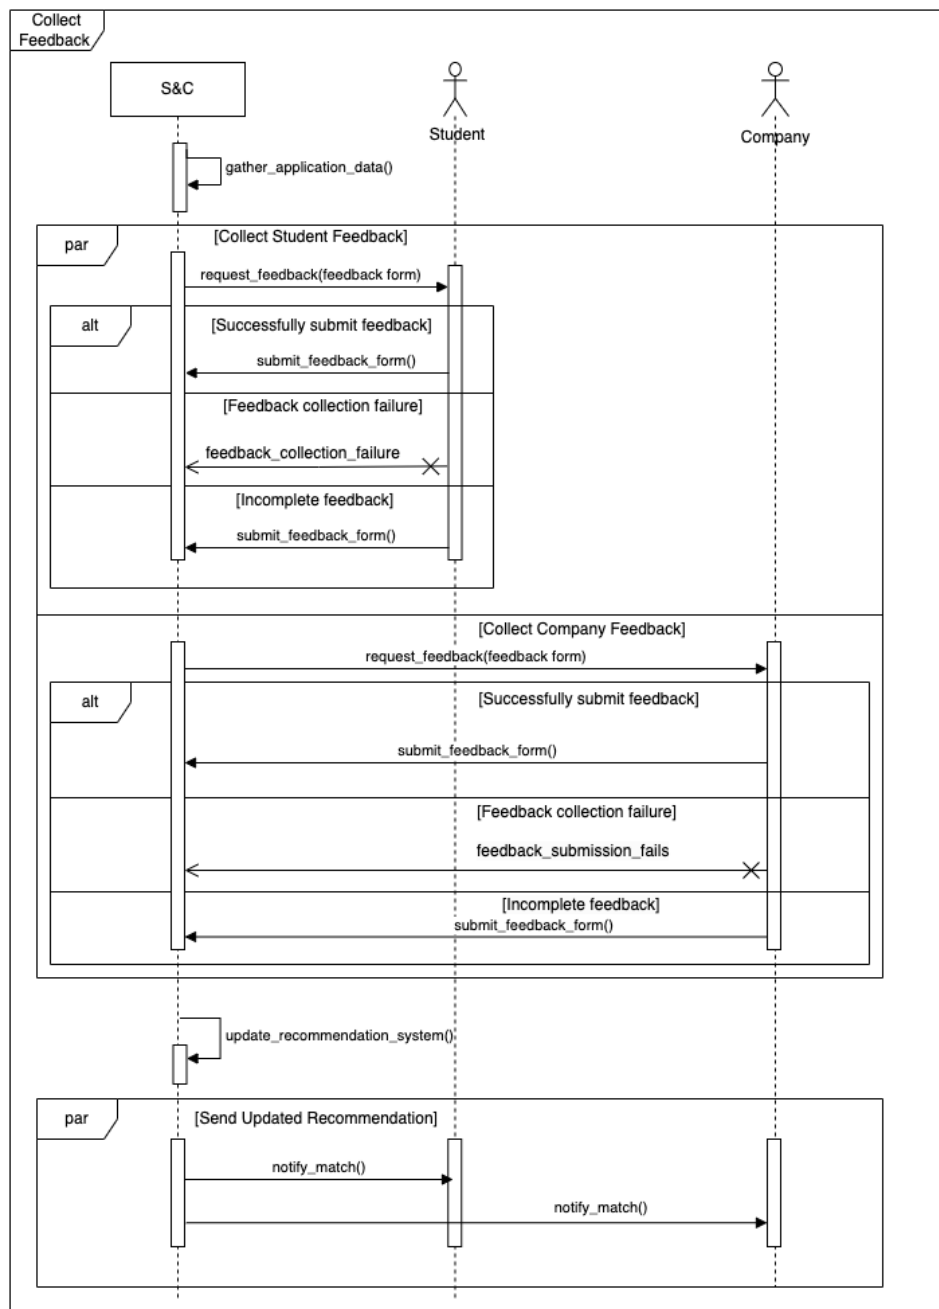 Collect
Feedback
S&C
Student
Company
gather_application_data()
par
[Collect Student Feedback]
request_feedback(feedback form)
alt
[Successfully submit feedback]
submit_feedback_form()
[Feedback collection failure]
feedback_collection_failure
[Incomplete feedback]
submit_feedback_form()
[Collect Company Feedback]
request_feedback(feedback form)
alt
[Successfully submit feedback]
submit_feedback_form()
[Feedback collection failure]
feedback_submission_fails
[Incomplete feedback]
submit_feedback_form()
update_recommendation_system()
par
[Send Updated Recommendation]
notify_match()
notify_match()